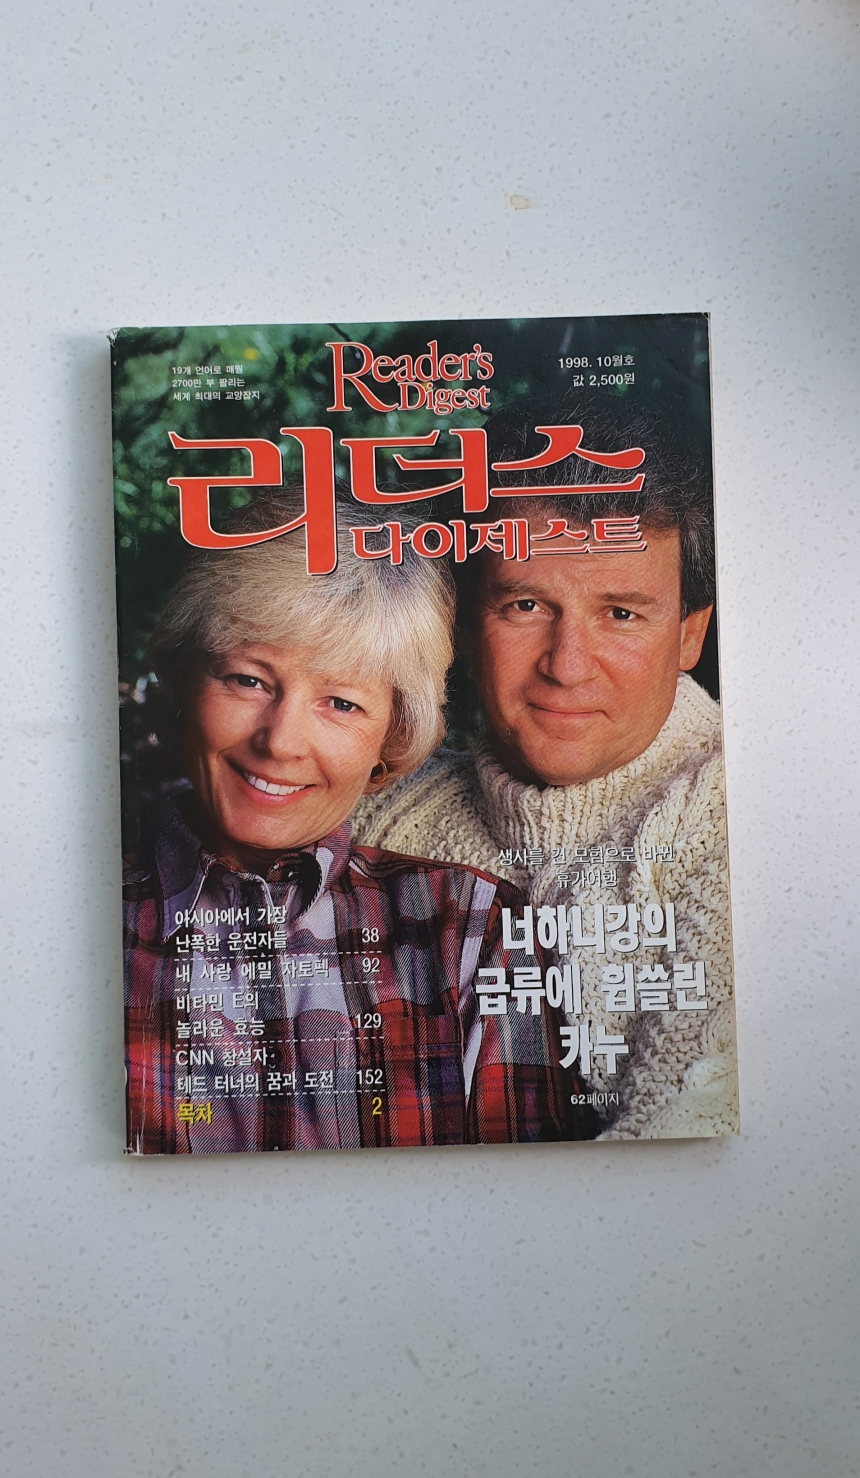 19개 언어로 매월
2700만 부 팔리는
세계 최대의 교양잡지
Reader's
Digest
1998. 10월호
값 2,500원
리더스
다이제스트
생사를 건 모험으로 바뀐
휴가여행
너하니강의
급류에 휩쓸린
카누
62페이지
아시아에서 가장
난폭한 운전자들 38
내 사랑 에밀 자토펙 92
비타민 E의
놀라운 효능 129
CNN 창설자
테드 터너의 꿈과 도전 152
목차 2